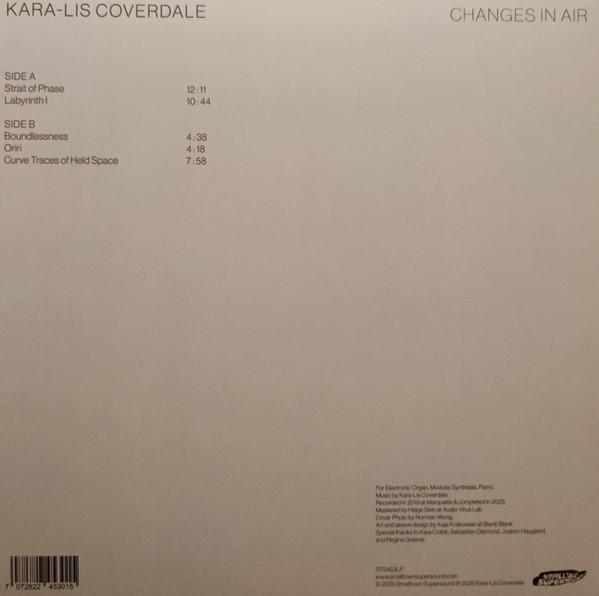 KARA-LIS COVERDALE
CHANGES IN AIR
SIDE A
Strait of Phase 12:11
Labyrinth I 10:44
SIDE B
Boundlessness 4:38
Oriri 4:18
Curve Traces of Held Space 7:58
For Electronic Organ, Modular Synthesis, Piano.
Music by Kara-Lis Coverdale.
Recorded in 2019 at Marquette & completed in 2025
Mastered by Helge Sten at Audio Virus Lab
Cover Photo by Norman Wong.
Art and sleeve design by Kaja Krakowian at Blank Blank
Special thanks to Kara Crabb, Sebastien Diamond, Joakim Haugland,
and Regina Greene.
STS453LP
www.smalltownsupersound.com
© 2025 Smalltown Supersound ℗ 2025 Kara-Lis Coverdale
7 072822 453015